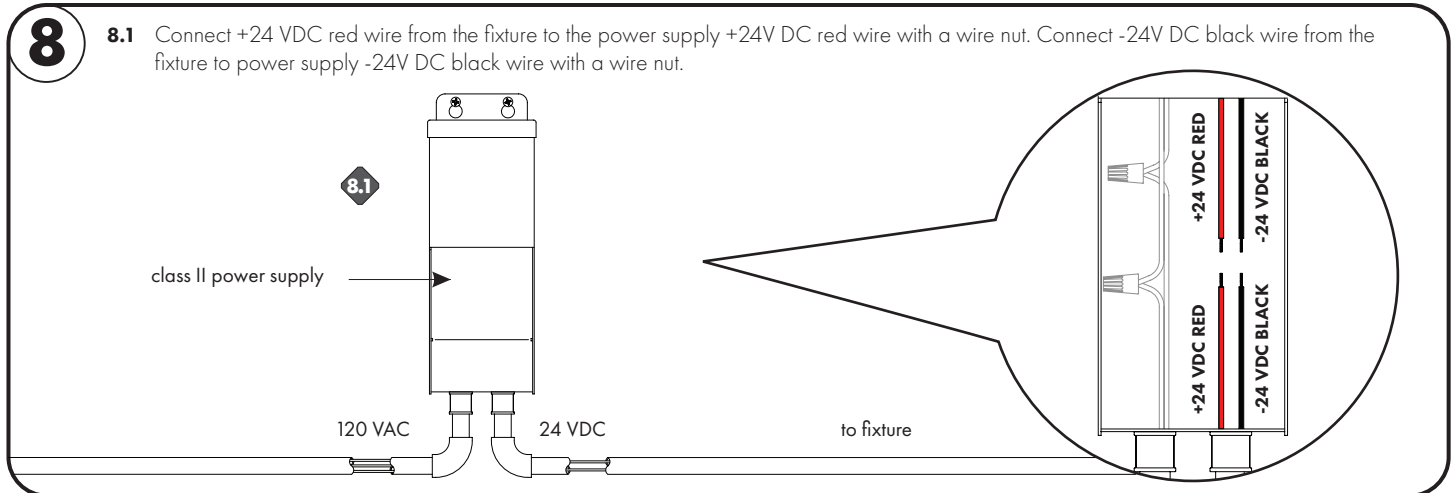 8
8.1 Connect +24 VDC red wire from the fixture to the power supply +24V DC red wire with a wire nut. Connect -24V DC black wire from the
fixture to power supply -24V DC black wire with a wire nut.
8.1
class II power supply
120 VAC
24 VDC
to fixture
+24 VDC RED
-24 VDC BLACK
+24 VDC RED
-24 VDC BLACK